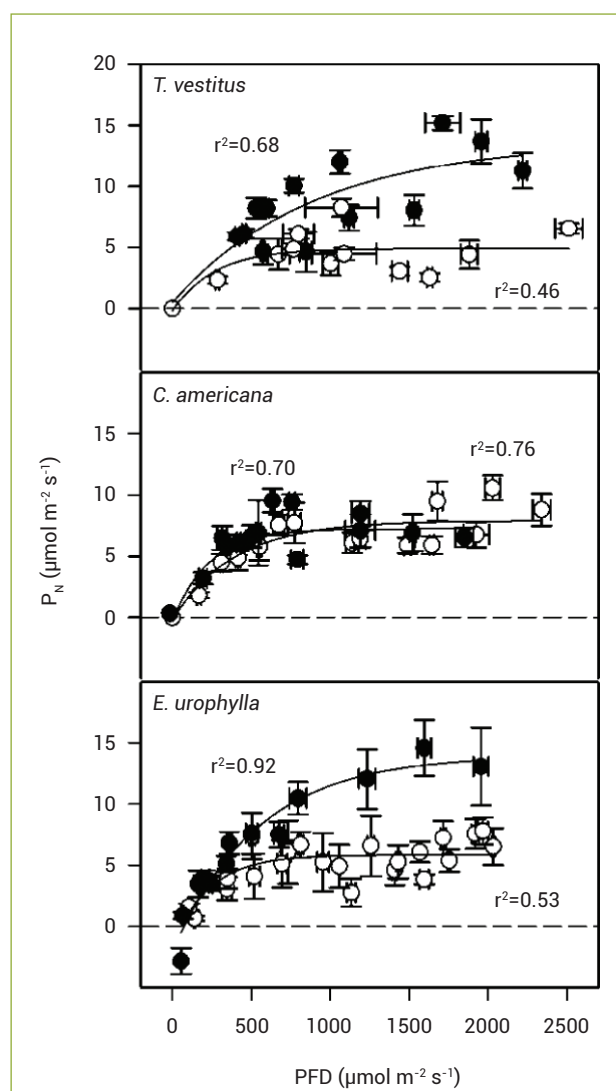 20
T. vestitus
15
r²=0.68
10
5
0
r²=0.46
C. americana
15
r²=0.70
r²=0.76
10
5
0
P_N (µmol m⁻² s⁻¹)
E. urophylla
15
r²=0.92
10
5
r²=0.53
0
0 500 1000 1500 2000 2500
PFD (µmol m⁻² s⁻¹)